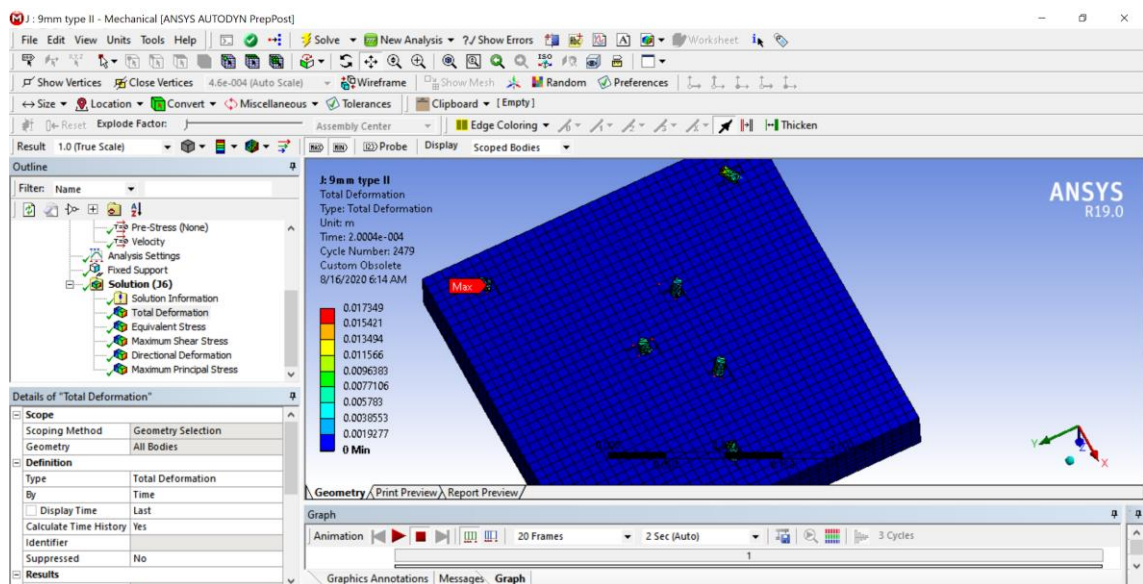 J : 9mm type II - Mechanical [ANSYS AUTODYN PrepPost]
File Edit View Units Tools Help Solve New Analysis ?/ Show Errors A Worksheet
ISO
Show Vertices Close Vertices 4.6e-004 (Auto Scale) Wireframe Show Mesh Random Preferences
Size Location Convert Miscellaneous Tolerances Clipboard [Empty]
Reset Explode Factor: Assembly Center Edge Coloring Thicken
Result 1.0 (True Scale) Probe Display Scoped Bodies
Outline
Filter: Name
Pre-Stress (None)
Velocity
Analysis Settings
Fixed Support
Solution (J6)
Solution Information
Total Deformation
Equivalent Stress
Maximum Shear Stress
Directional Deformation
Maximum Principal Stress
Details of "Total Deformation"
Scope
Scoping Method Geometry Selection
Geometry All Bodies
Definition
Type Total Deformation
By Time
Display Time Last
Calculate Time History Yes
Identifier
Suppressed No
Results
J: 9mm type II
Total Deformation
Type: Total Deformation
Unit: m
Time: 2.0004e-004
Cycle Number: 2479
Custom Obsolete
8/16/2020 6:14 AM
0.017349
0.015421
0.013494
0.011566
0.0096383
0.0077106
0.005783
0.0038553
0.0019277
0 Min
Max
ANSYS
R19.0
Y
Z
X
Geometry Print Preview Report Preview
Graph
Animation 20 Frames 2 Sec (Auto) 3 Cycles
1
Graphics Annotations Messages Graph